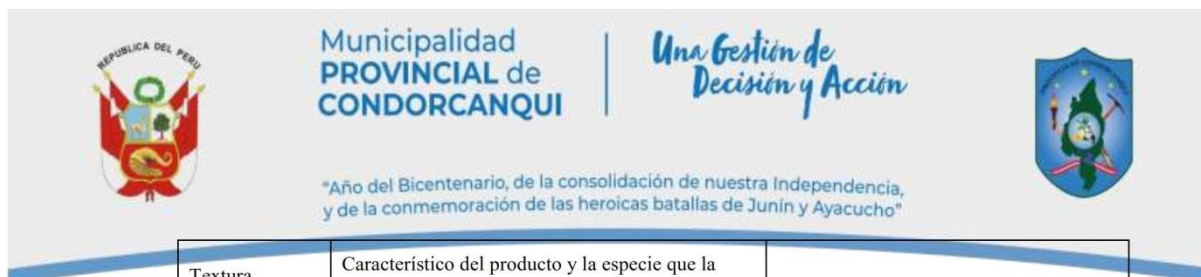 REPUBLICA DEL PERU
Municipalidad
PROVINCIAL de
CONDORCANQUI
Una Gestión de
Decisión y Acción
"Año del Bicentenario, de la consolidación de nuestra Independencia,
y de la conmemoración de las heroicas batallas de Junín y Ayacucho"
Textura
Característico del producto y la especie que la